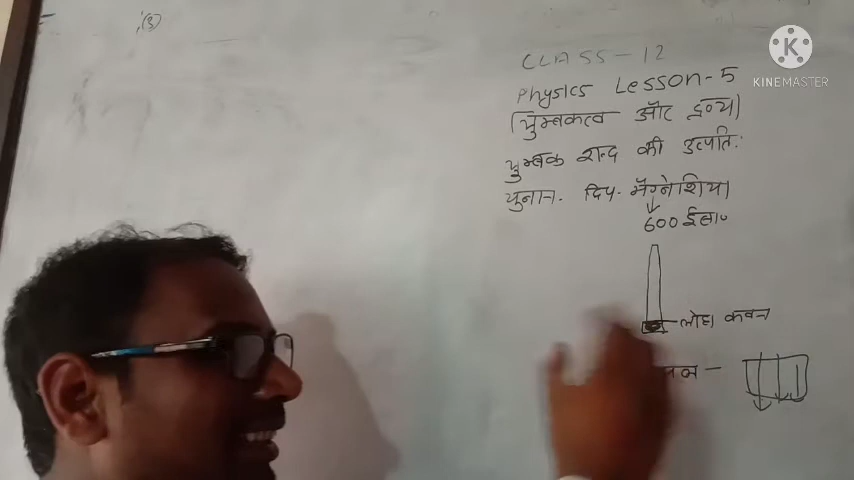 (S)
CLASS-12
K
KINEMASTER
Physics Lesson-5
(चुम्बकत्व और द्रव्य)
चुम्बक शब्द की उत्पति:
युनान. दिप. मैग्नेशिया
600 ईसा०
लोहा कवच